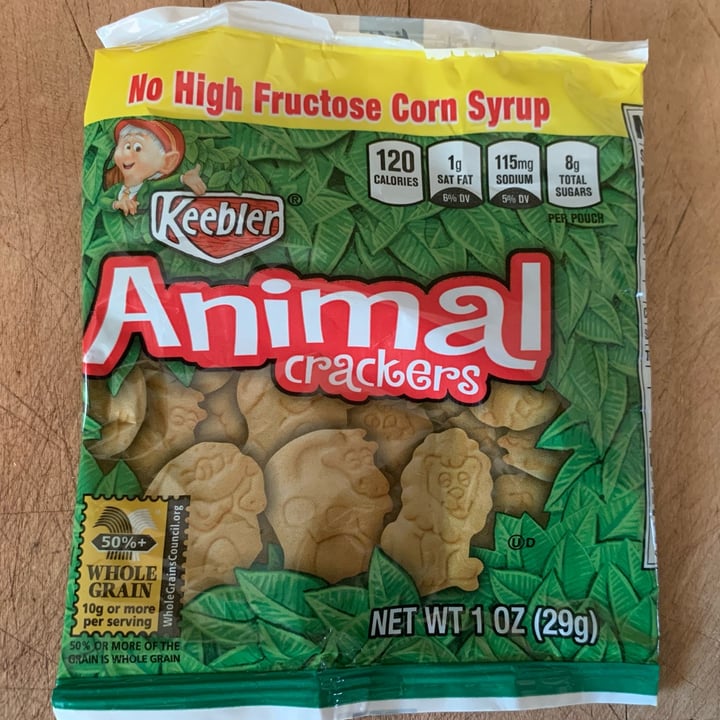 No High Fructose Corn Syrup
120
CALORIES
1g
SAT FAT
6% DV
115mg
SODIUM
5% DV
8g
TOTAL
SUGARS
PER POUCH
Keebler®
Animal
crackers
50%+
WHOLE
GRAIN
10g or more
per serving
WholeGrainsCouncil.org
50% OR MORE OF THE
GRAIN IS WHOLE GRAIN
U D
NET WT 1 OZ (29g)